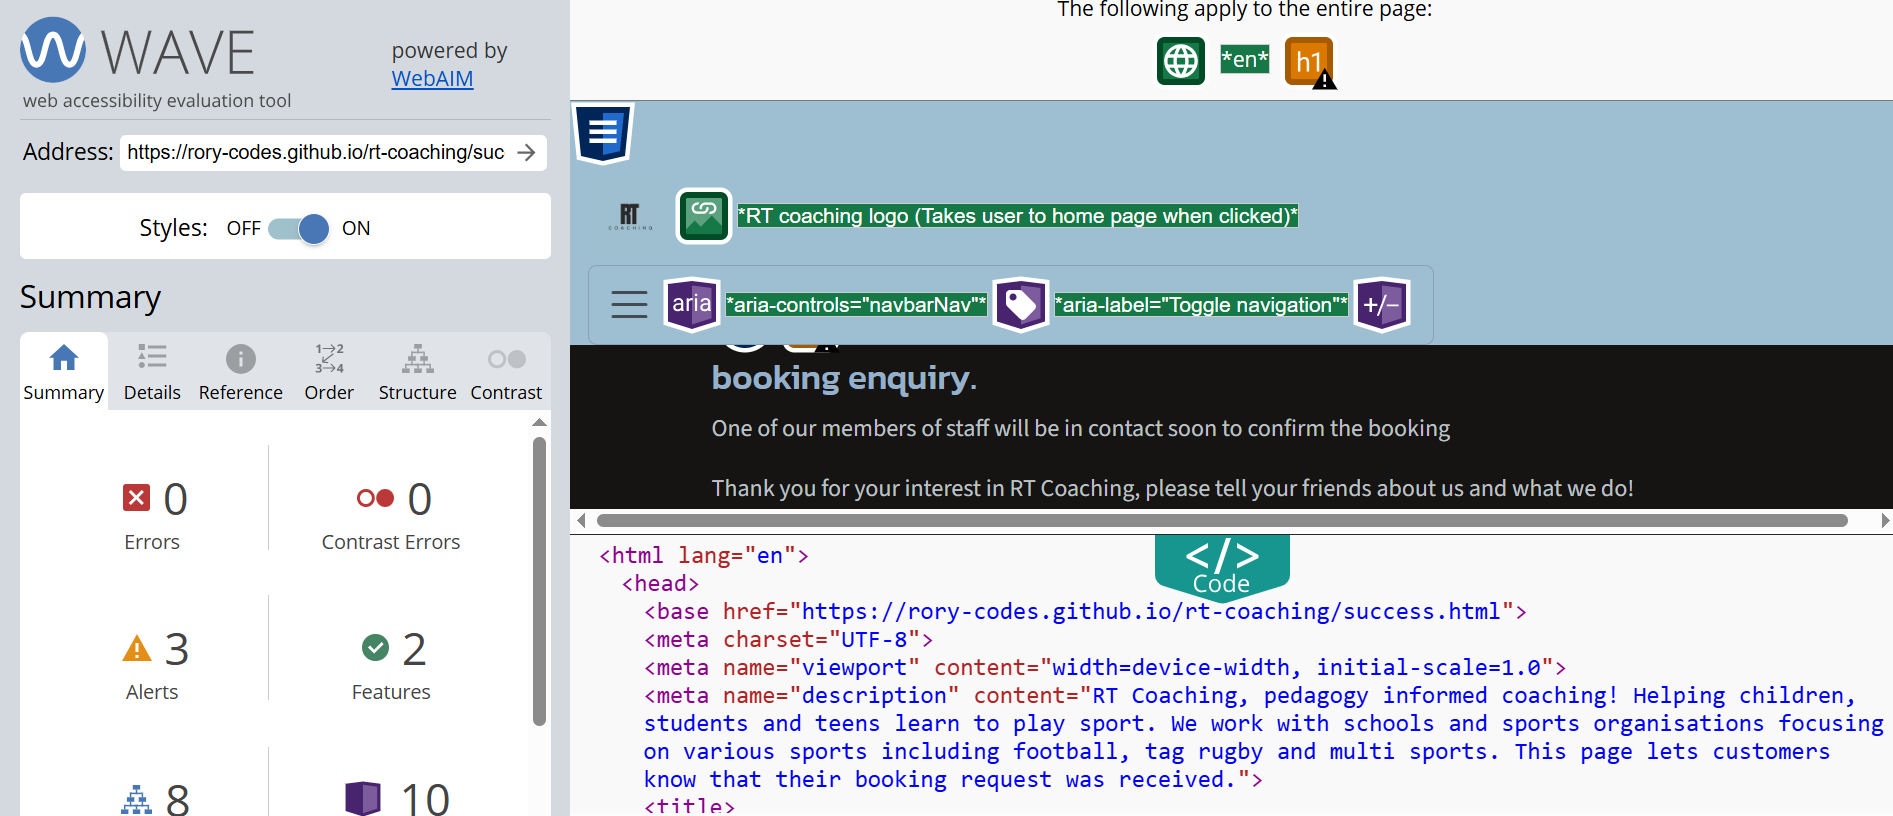 WAVE
powered by
WebAIM
web accessibility evaluation tool
Address: https://rory-codes.github.io/rt-coaching/suc
Styles: OFF ON
Summary
Summary Details Reference Order Structure Contrast
1→2
3→4
0 0
Errors Contrast Errors
3 2
Alerts Features
8 10
The following apply to the entire page:
*en* h1
RT
COACHING
*RT coaching logo (Takes user to home page when clicked)*
aria *aria-controls="navbarNav"* *aria-label="Toggle navigation"* +/–
booking enquiry.
One of our members of staff will be in contact soon to confirm the booking
Thank you for your interest in RT Coaching, please tell your friends about us and what we do!
</>
Code
<html lang="en">
<head>
<base href="https://rory-codes.github.io/rt-coaching/success.html">
<meta charset="UTF-8">
<meta name="viewport" content="width=device-width, initial-scale=1.0">
<meta name="description" content="RT Coaching, pedagogy informed coaching! Helping children,
students and teens learn to play sport. We work with schools and sports organisations focusing
on various sports including football, tag rugby and multi sports. This page lets customers
know that their booking request was received.">
<title>